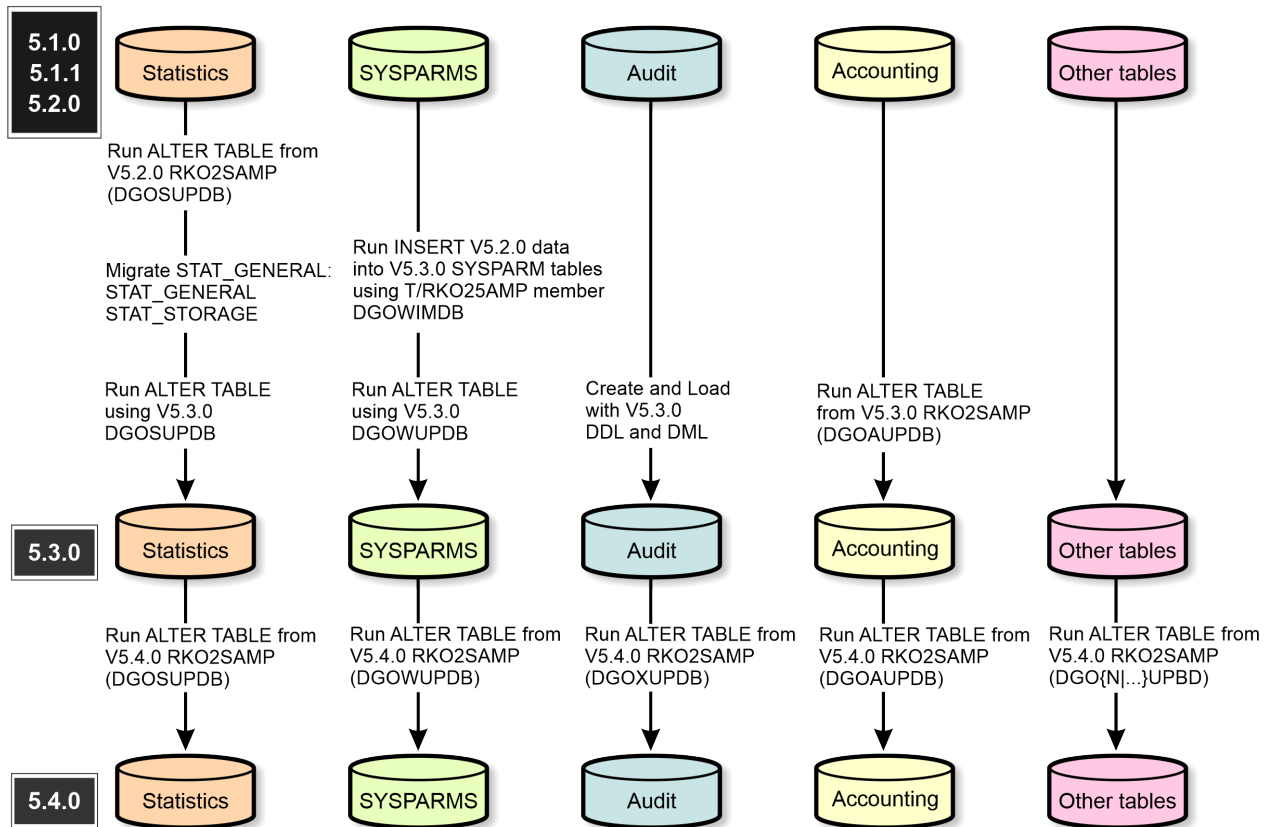 5.1.0
5.1.1
5.2.0
Statistics
SYSPARMS
Audit
Accounting
Other tables
Run ALTER TABLE from
V5.2.0 RKO2SAMP
(DGOSUPDB)
Migrate STAT_GENERAL:
STAT_GENERAL
STAT_STORAGE
Run ALTER TABLE
using V5.3.0
DGOSUPDB
Run INSERT V5.2.0 data
into V5.3.0 SYSPARM tables
using T/RKO25AMP member
DGOWIMDB
Run ALTER TABLE
using V5.3.0
DGOWUPDB
Create and Load
with V5.3.0
DDL and DML
Run ALTER TABLE
from V5.3.0 RKO2SAMP
(DGOAUPDB)
5.3.0
Statistics
SYSPARMS
Audit
Accounting
Other tables
Run ALTER TABLE from
V5.4.0 RKO2SAMP
(DGOSUPDB)
Run ALTER TABLE from
V5.4.0 RKO2SAMP
(DGOWUPDB)
Run ALTER TABLE from
V5.4.0 RKO2SAMP
(DGOXUPDB)
Run ALTER TABLE from
V5.4.0 RKO2SAMP
(DGOAUPDB)
Run ALTER TABLE from
V5.4.0 RKO2SAMP
(DGO{N|...}UPBD)
5.4.0
Statistics
SYSPARMS
Audit
Accounting
Other tables